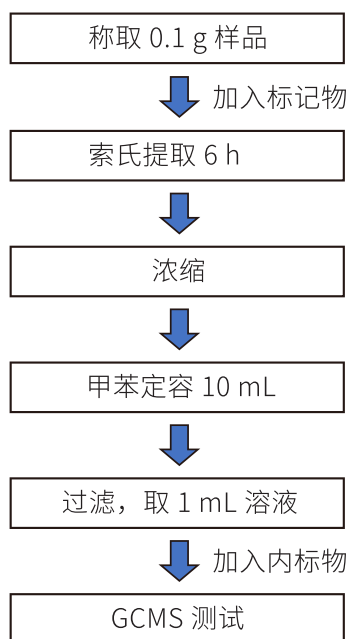 称取 0.1 g 样品
加入标记物
索氏提取 6 h
浓缩
甲苯定容 10 mL
过滤，取 1 mL 溶液
加入内标物
GCMS 测试